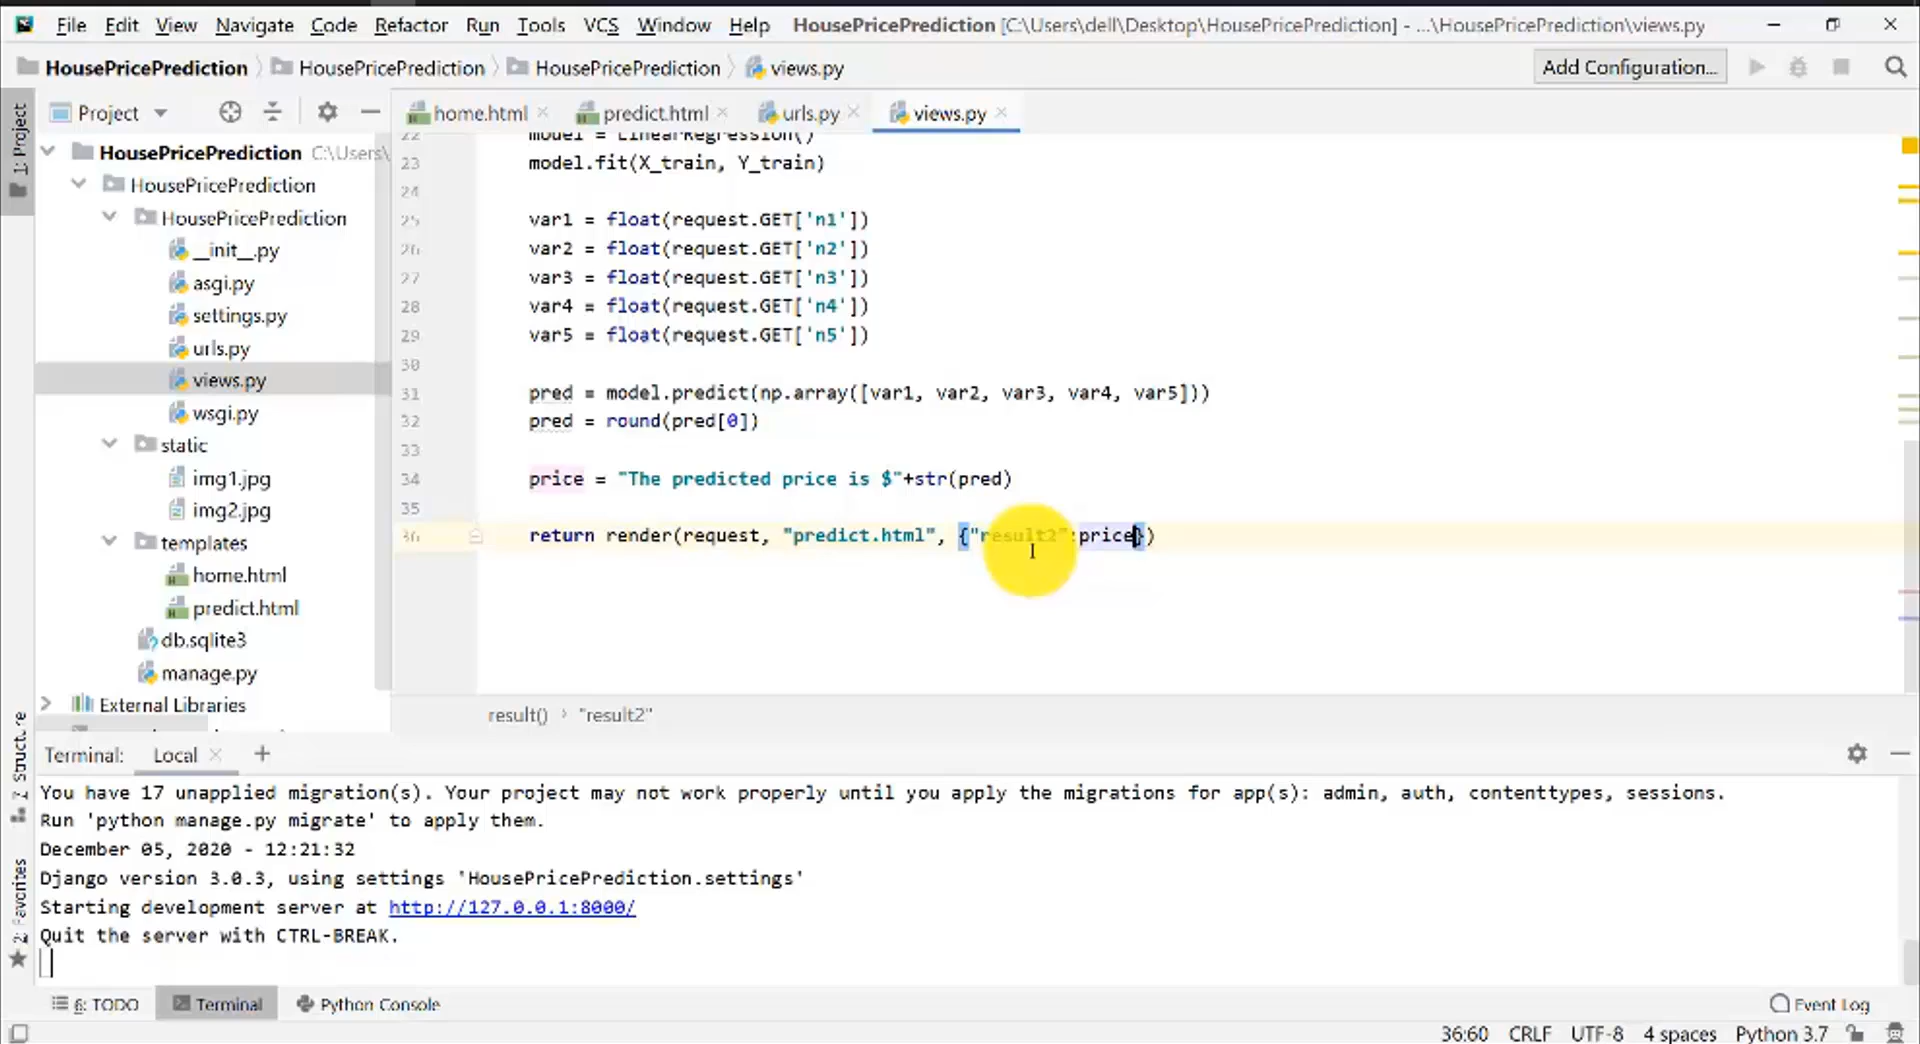 File Edit View Navigate Code Refactor Run Tools VCS Window Help HousePricePrediction [C:\Users\dell\Desktop\HousePricePrediction] - ...\HousePricePrediction\views.py
HousePricePrediction HousePricePrediction HousePricePrediction views.py Add Configuration...
1: Project
Project home.html predict.html urls.py views.py
HousePricePrediction C:\Users\
HousePricePrediction
HousePricePrediction
__init__.py
asgi.py
settings.py
urls.py
views.py
wsgi.py
static
img1.jpg
img2.jpg
templates
home.html
predict.html
db.sqlite3
manage.py
External Libraries
22 model = LinearRegression()
23 model.fit(X_train, Y_train)
24
25 var1 = float(request.GET['n1'])
26 var2 = float(request.GET['n2'])
27 var3 = float(request.GET['n3'])
28 var4 = float(request.GET['n4'])
29 var5 = float(request.GET['n5'])
30
31 pred = model.predict(np.array([var1, var2, var3, var4, var5]))
32 pred = round(pred[0])
33
34 price = "The predicted price is $"+str(pred)
35
36 return render(request, "predict.html", {"result2":price})
result() "result2"
Structure
Favorites
Terminal: Local +
You have 17 unapplied migration(s). Your project may not work properly until you apply the migrations for app(s): admin, auth, contenttypes, sessions.
Run 'python manage.py migrate' to apply them.
December 05, 2020 - 12:21:32
Django version 3.0.3, using settings 'HousePricePrediction.settings'
Starting development server at http://127.0.0.1:8000/
Quit the server with CTRL-BREAK.
6: TODO Terminal Python Console Event Log
36:60 CRLF UTF-8 4 spaces Python 3.7